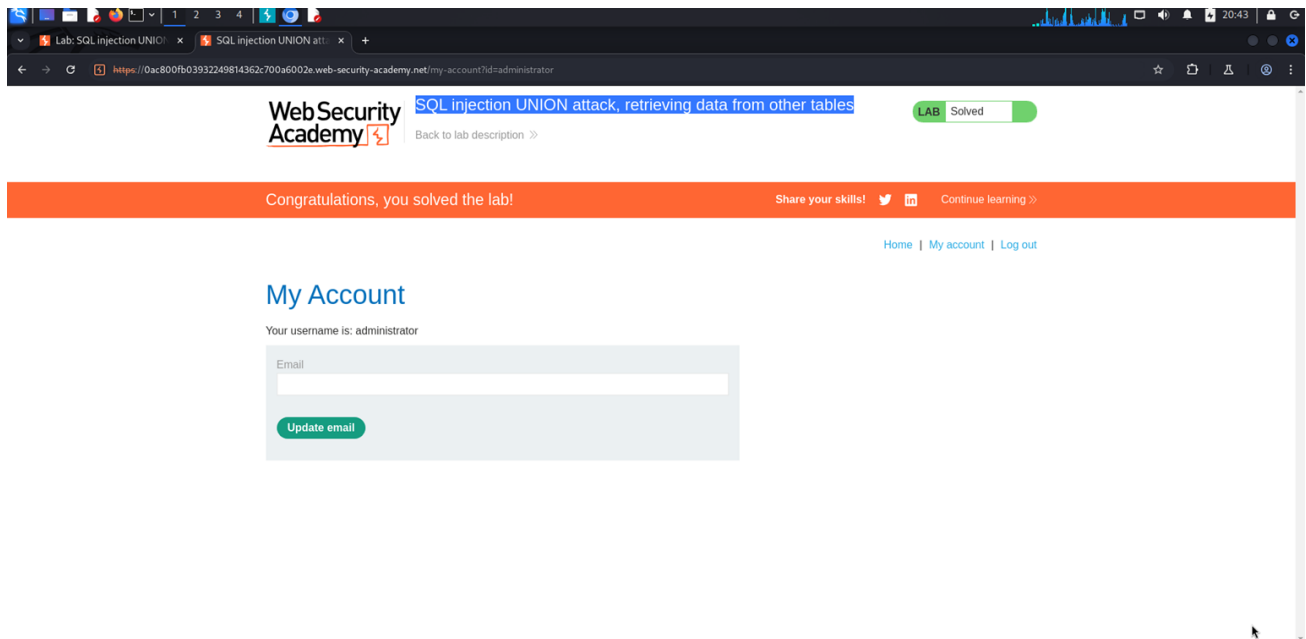 1 2 3 4 20:43
Lab: SQL injection UNION × SQL injection UNION atta × +
https://0ac800fb03932249814362c700a6002e.web-security-academy.net/my-account?id=administrator
WebSecurity
Academy
SQL injection UNION attack, retrieving data from other tables
Back to lab description
LAB Solved
Congratulations, you solved the lab!
Share your skills! Continue learning
Home | My account | Log out
My Account
Your username is: administrator
Email
Update email